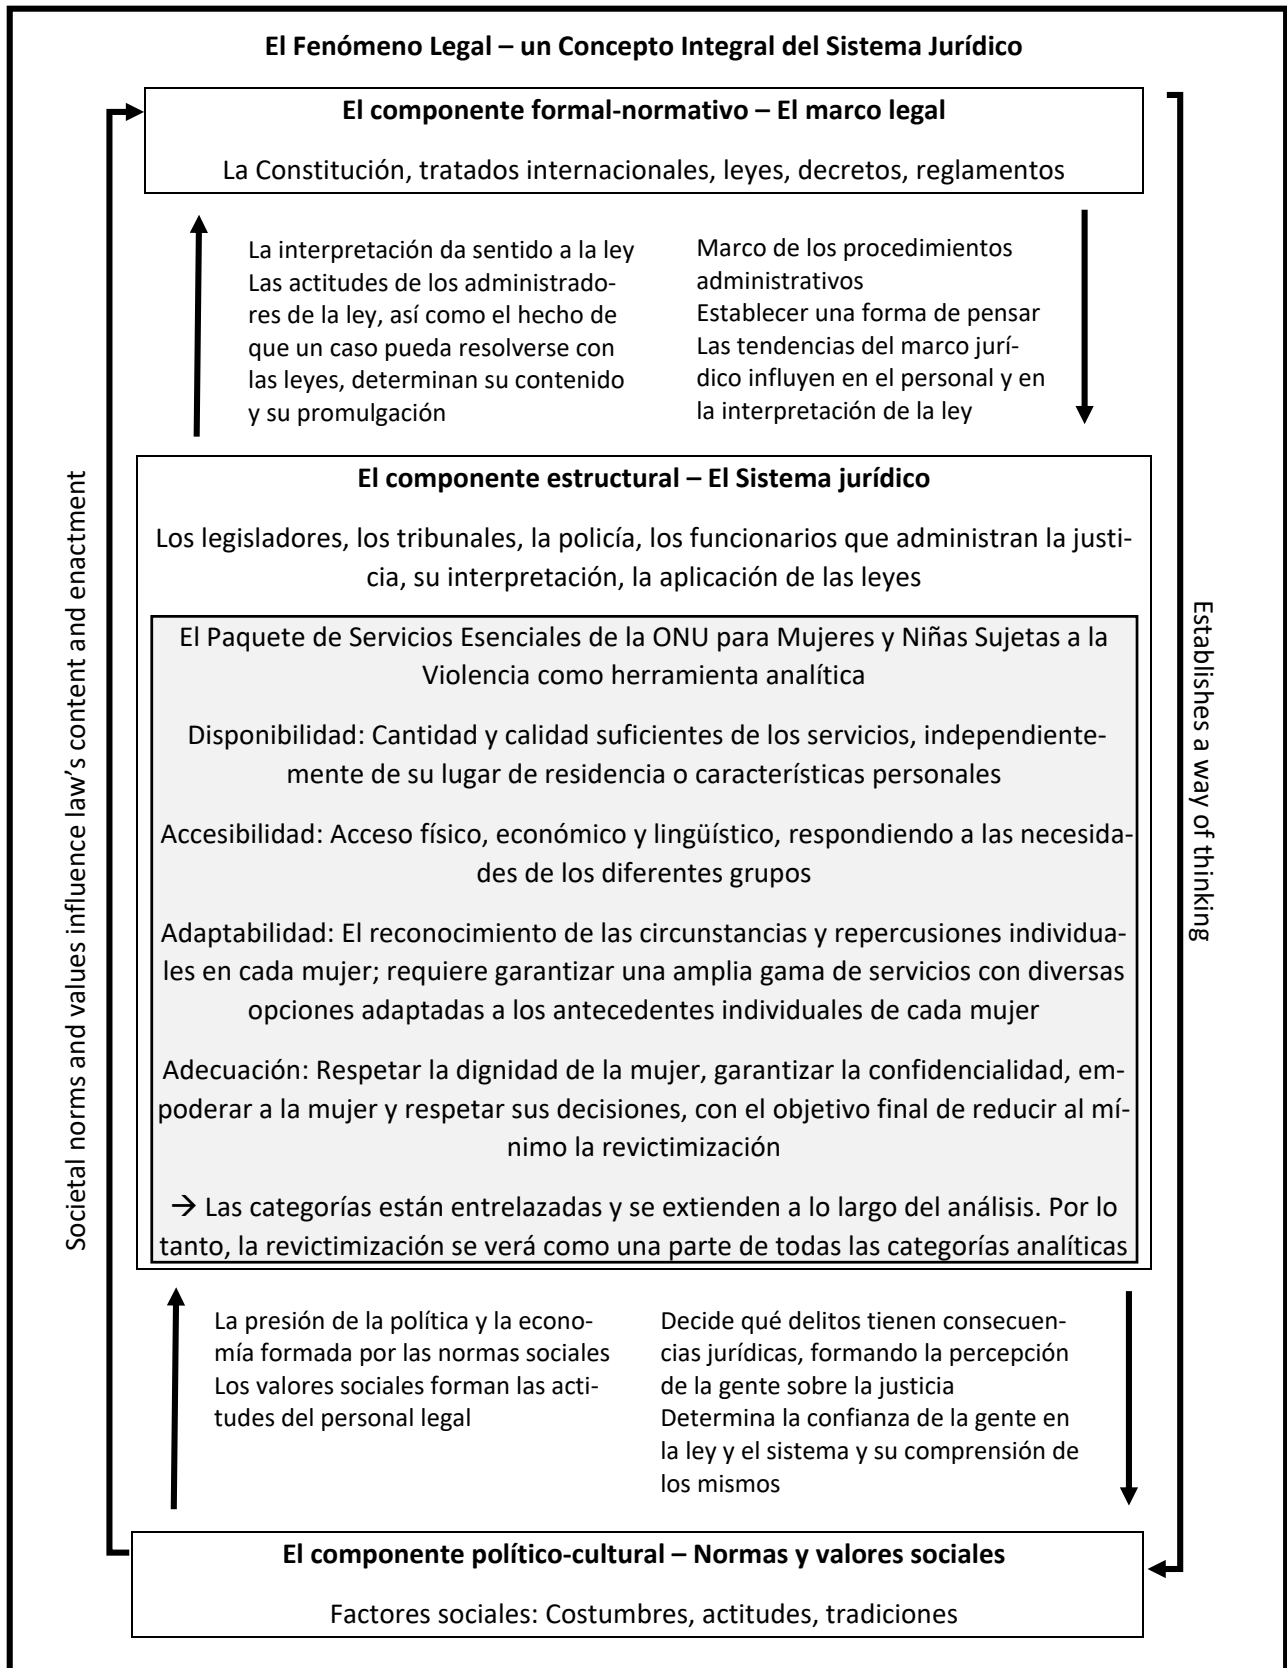 El Fenómeno Legal – un Concepto Integral del Sistema Jurídico
El componente formal-normativo – El marco legal
La Constitución, tratados internacionales, leyes, decretos, reglamentos
La interpretación da sentido a la ley
Las actitudes de los administrado-
res de la ley, así como el hecho de
que un caso pueda resolverse con
las leyes, determinan su contenido
y su promulgación
Marco de los procedimientos
administrativos
Establecer una forma de pensar
Las tendencias del marco jurí-
dico influyen en el personal y en
la interpretación de la ley
Societal norms and values influence law's content and enactment
El componente estructural – El Sistema jurídico
Los legisladores, los tribunales, la policía, los funcionarios que administran la justi-
cia, su interpretación, la aplicación de las leyes
El Paquete de Servicios Esenciales de la ONU para Mujeres y Niñas Sujetas a la
Violencia como herramienta analítica
Disponibilidad: Cantidad y calidad suficientes de los servicios, independiente-
mente de su lugar de residencia o características personales
Accesibilidad: Acceso físico, económico y lingüístico, respondiendo a las necesida-
des de los diferentes grupos
Adaptabilidad: El reconocimiento de las circunstancias y repercusiones individua-
les en cada mujer; requiere garantizar una amplia gama de servicios con diversas
opciones adaptadas a los antecedentes individuales de cada mujer
Adecuación: Respetar la dignidad de la mujer, garantizar la confidencialidad, em-
poderar a la mujer y respetar sus decisiones, con el objetivo final de reducir al mí-
nimo la revictimización
→ Las categorías están entrelazadas y se extienden a lo largo del análisis. Por lo
tanto, la revictimización se verá como una parte de todas las categorías analíticas
Establishes a way of thinking
La presión de la política y la econo-
mía formada por las normas sociales
Los valores sociales forman las acti-
tudes del personal legal
Decide qué delitos tienen consecuen-
cias jurídicas, formando la percepción
de la gente sobre la justicia
Determina la confianza de la gente en
la ley y el sistema y su comprensión de
los mismos
El componente político-cultural – Normas y valores sociales
Factores sociales: Costumbres, actitudes, tradiciones